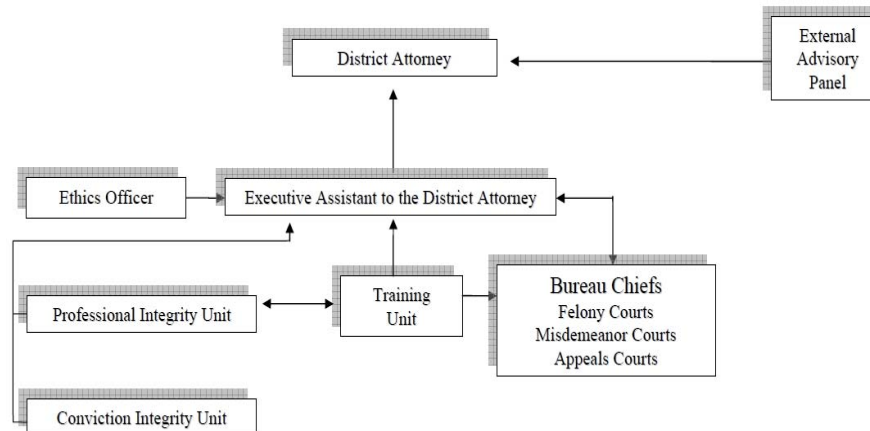 District Attorney
External
Advisory
Panel
Ethics Officer
Executive Assistant to the District Attorney
Professional Integrity Unit
Training
Unit
Bureau Chiefs
Felony Courts
Misdemeanor Courts
Appeals Courts
Conviction Integrity Unit